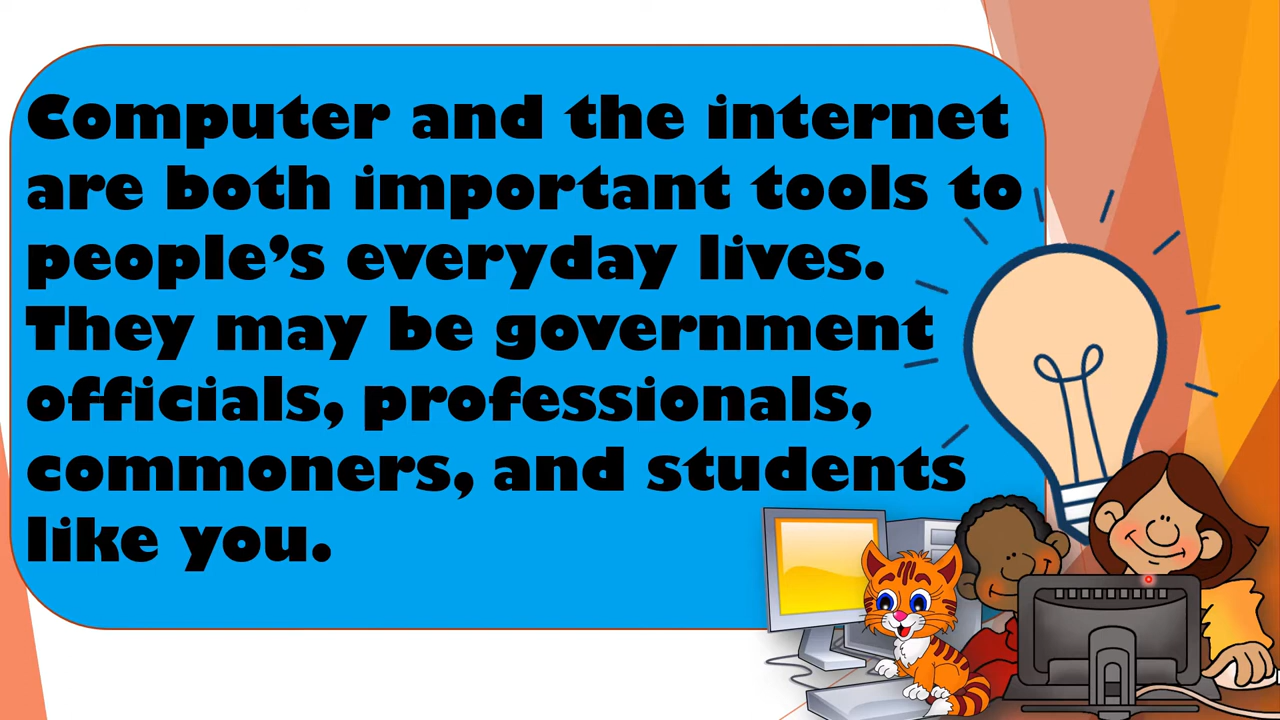 Computer and the internet
are both important tools to
people’s everyday lives.
They may be government
officials, professionals,
commoners, and students
like you.